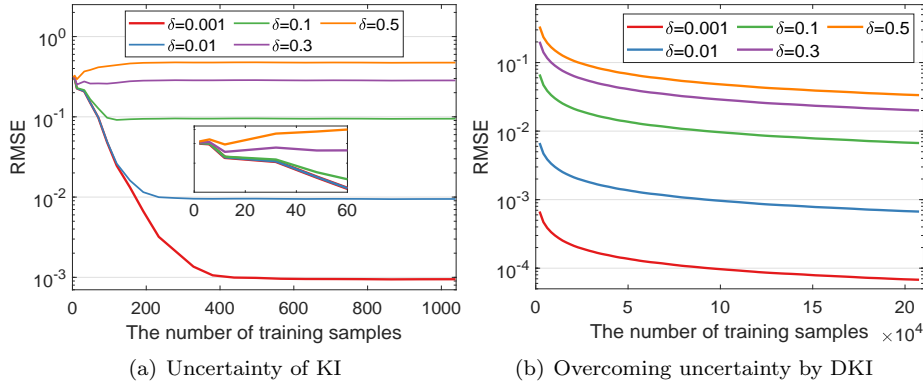 δ=0.001 δ=0.1 δ=0.5
δ=0.01 δ=0.3
10^0
10^-1
10^-2
10^-3
RMSE
0 20 40 60
0 200 400 600 800 1000
The number of training samples
(a) Uncertainty of KI
δ=0.001 δ=0.1 δ=0.5
δ=0.01 δ=0.3
10^0
10^-1
10^-2
10^-3
10^-4
RMSE
0 5 10 15 20
The number of training samples ×10^4
(b) Overcoming uncertainty by DKI